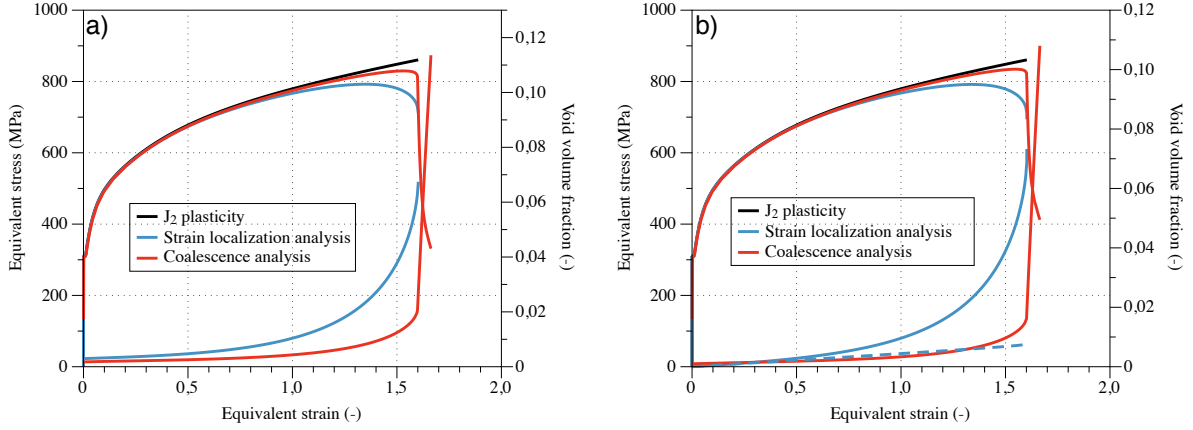 a)
1000
800
600
400
200
0
Equivalent stress (MPa)
0,12
0,10
0,08
0,06
0,04
0,02
0
Void volume fraction (-)
J2 plasticity
Strain localization analysis
Coalescence analysis
0
0,5
1,0
1,5
2,0
Equivalent strain (-)
b)
1000
800
600
400
200
0
Equivalent stress (MPa)
0,12
0,10
0,08
0,06
0,04
0,02
0
Void volume fraction (-)
J2 plasticity
Strain localization analysis
Coalescence analysis
0
0,5
1,0
1,5
2,0
Equivalent strain (-)